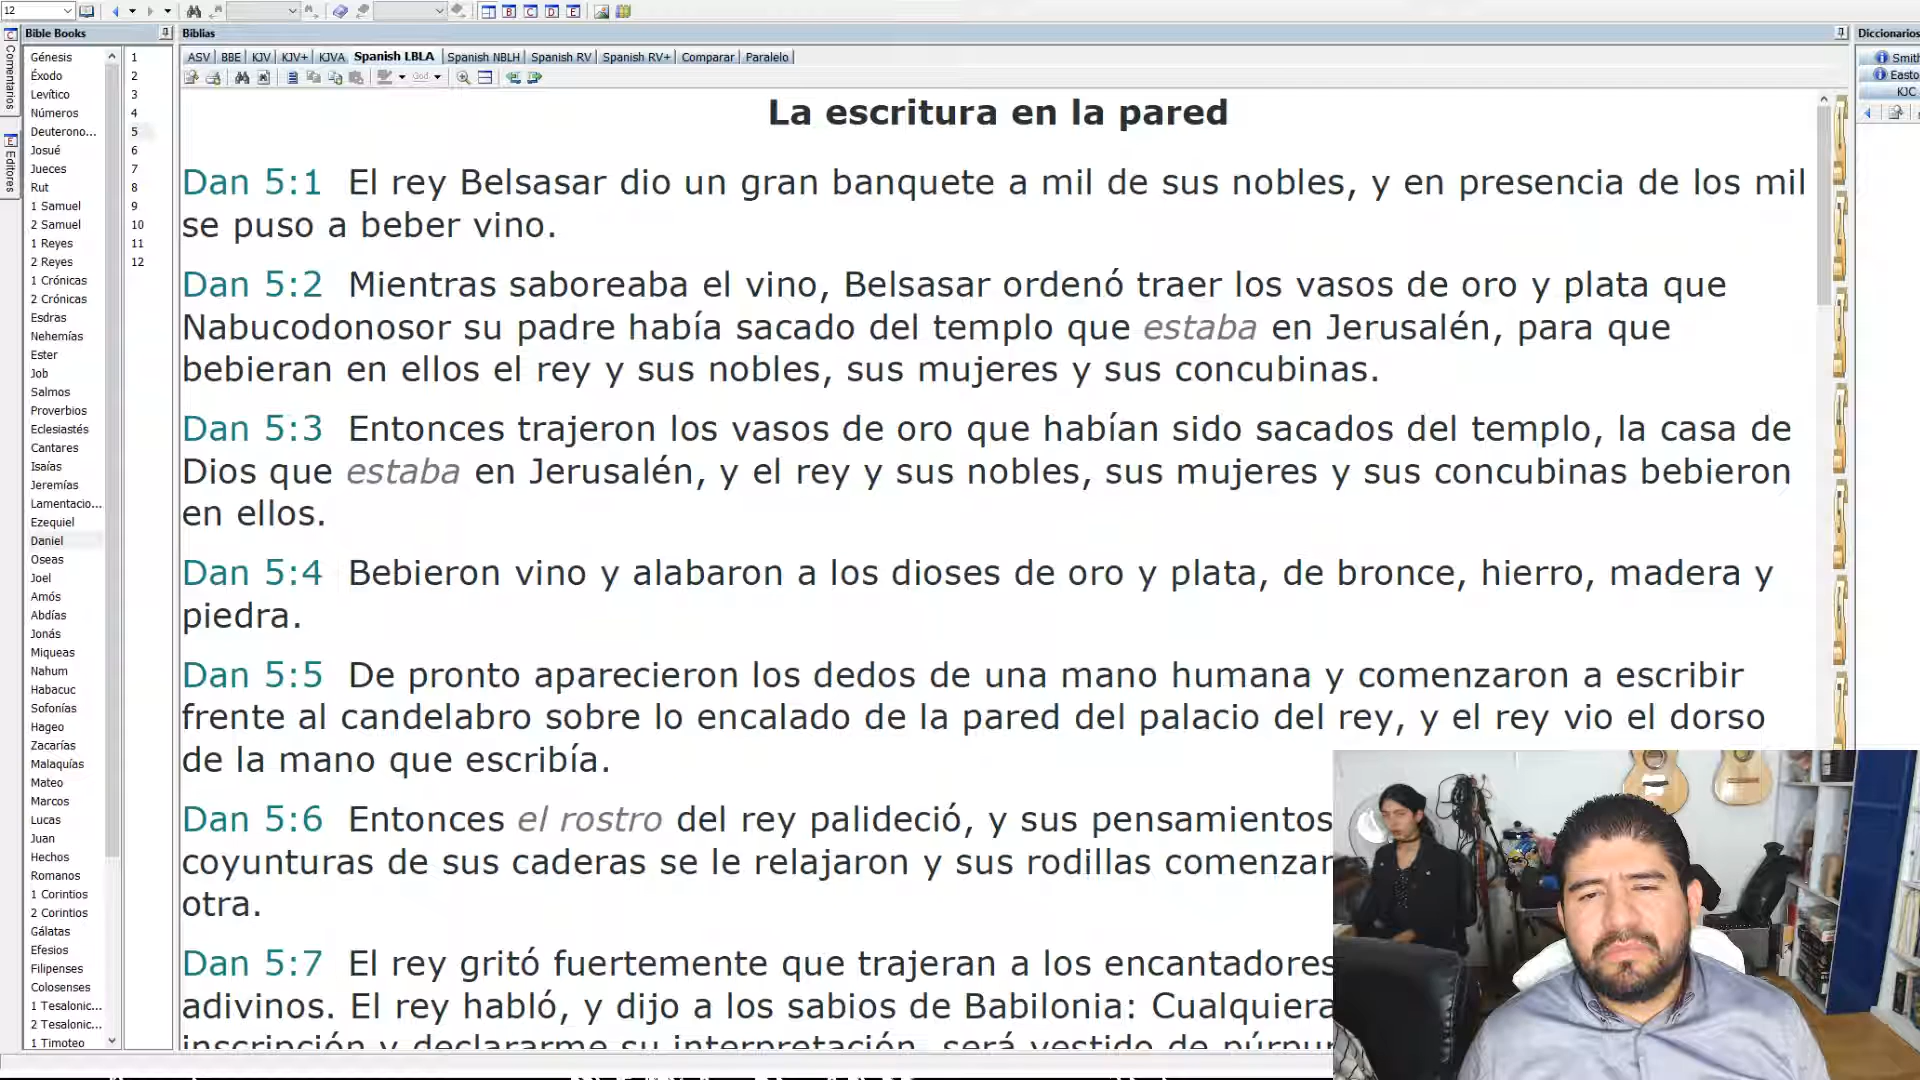 12
Bible Books
Biblias
Diccionarios
Comentarios
Editores
ASV BBE KJV KJV+ KJVA Spanish LBLA Spanish NBLH Spanish RV Spanish RV+ Comparar Paralelo
Smith
Easto
KJC
Génesis
Éxodo
Levítico
Números
Deuterono...
Josué
Jueces
Rut
1 Samuel
2 Samuel
1 Reyes
2 Reyes
1 Crónicas
2 Crónicas
Esdras
Nehemías
Ester
Job
Salmos
Proverbios
Eclesiastés
Cantares
Isaías
Jeremías
Lamentacio...
Ezequiel
Daniel
Oseas
Joel
Amós
Abdías
Jonás
Miqueas
Nahum
Habacuc
Sofonías
Hageo
Zacarías
Malaquías
Mateo
Marcos
Lucas
Juan
Hechos
Romanos
1 Corintios
2 Corintios
Gálatas
Efesios
Filipenses
Colosenses
1 Tesalonic...
2 Tesalonic...
1 Timoteo
1
2
3
4
5
6
7
8
9
10
11
12
La escritura en la pared
Dan 5:1 El rey Belsasar dio un gran banquete a mil de sus nobles, y en presencia de los mil
se puso a beber vino.
Dan 5:2 Mientras saboreaba el vino, Belsasar ordenó traer los vasos de oro y plata que
Nabucodonosor su padre había sacado del templo que estaba en Jerusalén, para que
bebieran en ellos el rey y sus nobles, sus mujeres y sus concubinas.
Dan 5:3 Entonces trajeron los vasos de oro que habían sido sacados del templo, la casa de
Dios que estaba en Jerusalén, y el rey y sus nobles, sus mujeres y sus concubinas bebieron
en ellos.
Dan 5:4 Bebieron vino y alabaron a los dioses de oro y plata, de bronce, hierro, madera y
piedra.
Dan 5:5 De pronto aparecieron los dedos de una mano humana y comenzaron a escribir
frente al candelabro sobre lo encalado de la pared del palacio del rey, y el rey vio el dorso
de la mano que escribía.
Dan 5:6 Entonces el rostro del rey palideció, y sus pensamientos
coyunturas de sus caderas se le relajaron y sus rodillas comenzar
otra.
Dan 5:7 El rey gritó fuertemente que trajeran a los encantadores
adivinos. El rey habló, y dijo a los sabios de Babilonia: Cualquiera
inscripción y declararme su interpretación, será vestido de púrpur